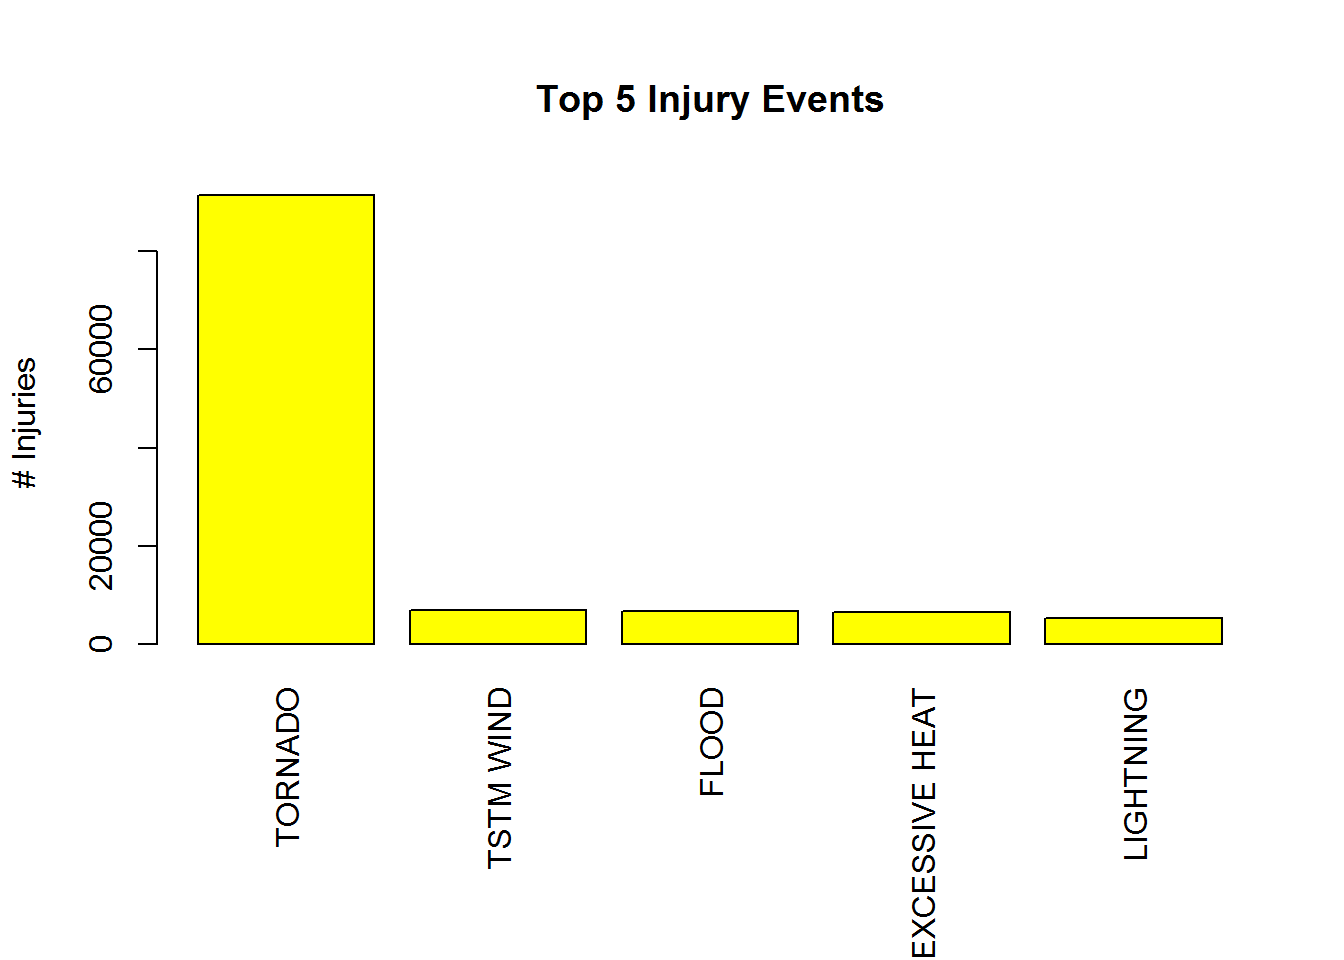 Top 5 Injury Events
# Injuries
60000
20000
0
TORNADO
TSTM WIND
FLOOD
EXCESSIVE HEAT
LIGHTNING